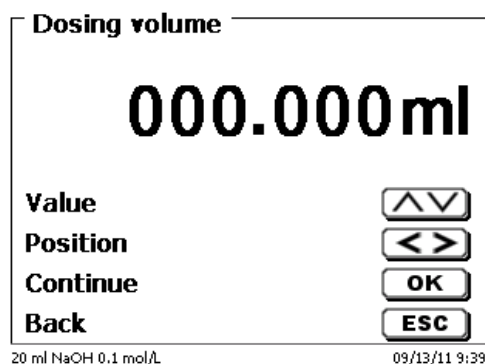 Dosing volume
000.000 ml
Value
Position < >
Continue OK
Back ESC
20 ml NaOH 0.1 mol/L 09/13/11 9:39